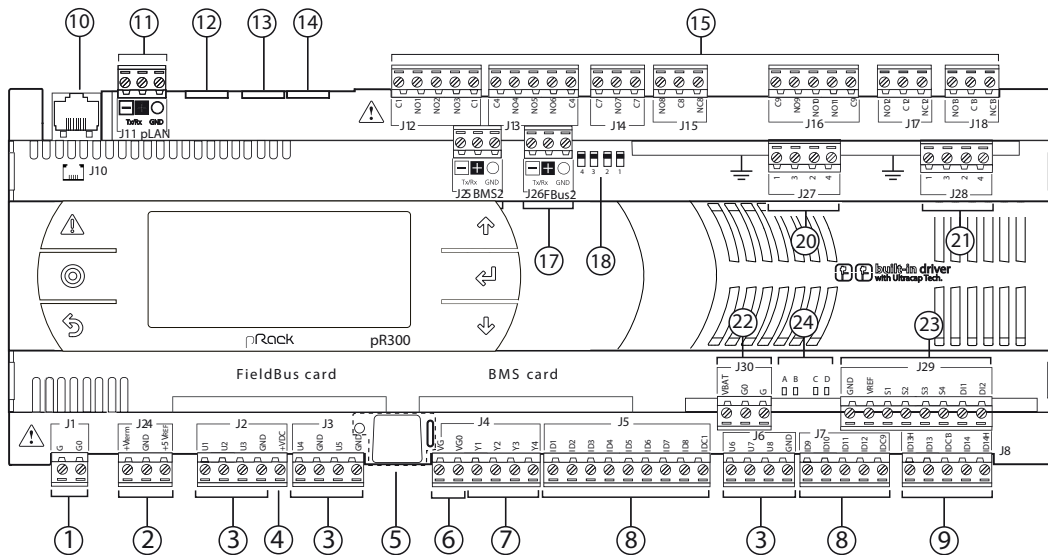 10 11 12 13 14 15
C1 NO1 NO2 NO3 C1
C4 NO4 NO5 NO6 C4
C7 NO7 C7
NO8 C8 NC8
C9 NO9 NO10 NO11 C9
NO12 C12 NC12
NO13 C13 NC13
Tx/Rx GND
J11 pLAN
J12 J13 J14 J15 J16 J17 J18
J10
Tx/Rx GND
J25 BMS2
Tx/Rx GND
J26 FBus2
4 3 2 1
1 3 2 4
J27
1 3 2 4
J28
17 18 20 21
built-in driver
with Ultracap Tech.
pRack pR300
22 24 23
FieldBus card BMS card
J30
VBAT G0 G
A B C D
J29
GND VREF S1 S2 S3 S4 DI1 DI2
J1
G G0
J24
+Vterm GND +5VREF
J2
U1 U2 U3 GND +VDC
J3
U4 GND U5 GND
J4
VG VG0 Y1 Y2 Y3 Y4
J5
ID1 ID2 ID3 ID4 ID5 ID6 ID7 ID8 IDC1
J6
U6 U7 U8 GND
J7
ID9 ID10 ID11 ID12 IDC9
J8
ID13H ID13 IDC13 ID14 ID14H
1 2 3 4 3 5 6 7 8 3 8 9